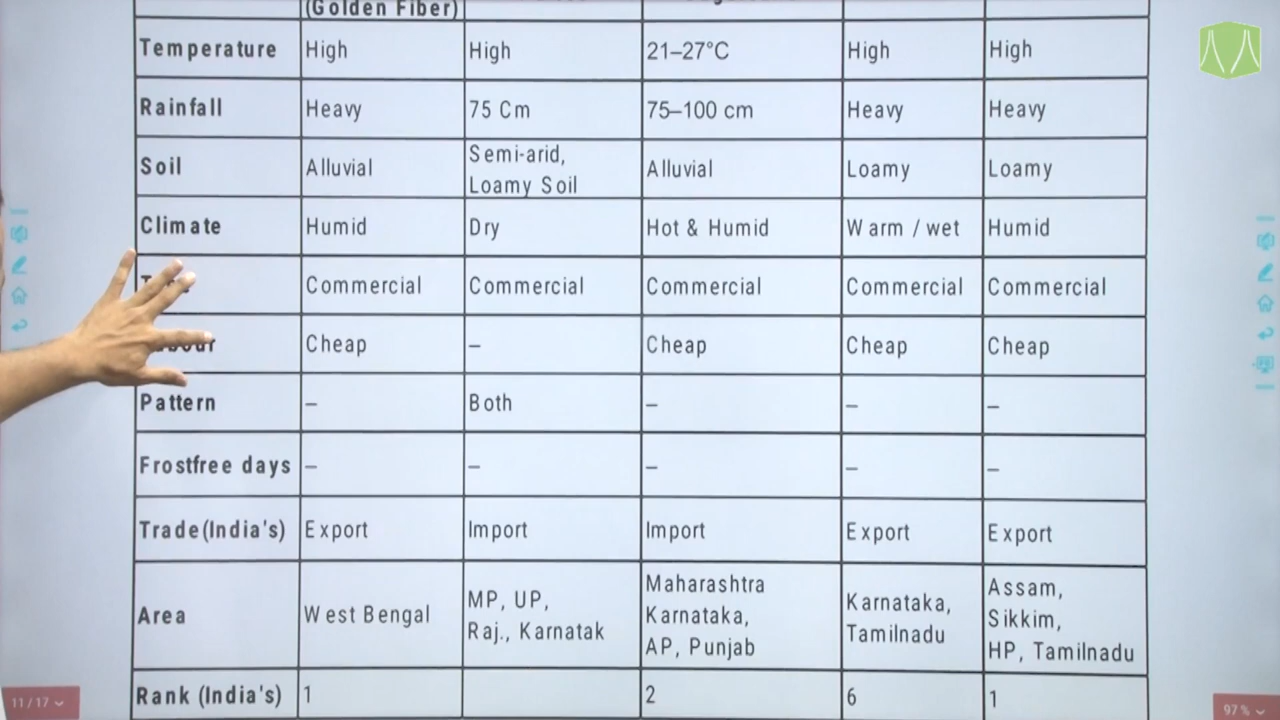 (Golden Fiber)
Temperature High High 21–27°C High High
Rainfall Heavy 75 Cm 75–100 cm Heavy Heavy
Soil Alluvial Semi-arid, Alluvial Loamy Loamy
Loamy Soil
Climate Humid Dry Hot & Humid Warm / wet Humid
Commercial Commercial Commercial Commercial Commercial
Cheap – Cheap Cheap Cheap
Pattern – Both – – –
Frostfree days – – – – –
Trade(India's) Export Import Import Export Export
Area West Bengal MP, UP, Maharashtra Karnataka, Assam,
Raj., Karnatak Karnataka, Tamilnadu Sikkim,
AP, Punjab HP, Tamilnadu
Rank (India's) 1 2 6 1
11 / 17
97 %